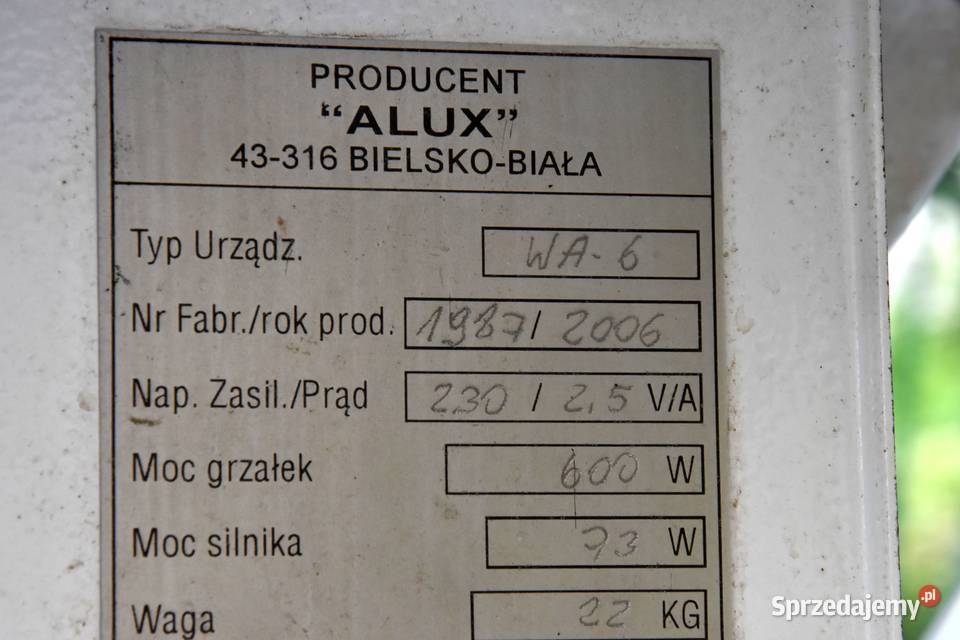 PRODUCENT
“ALUX”
43-316 BIELSKO-BIAŁA
Typ Urządz. WA-6
Nr Fabr./rok prod. 1987 / 2006
Nap. Zasil./Prąd 230 / 2,5 V/A
Moc grzałek 600 W
Moc silnika 73 W
Waga 22 KG
Sprzedajemy.pl